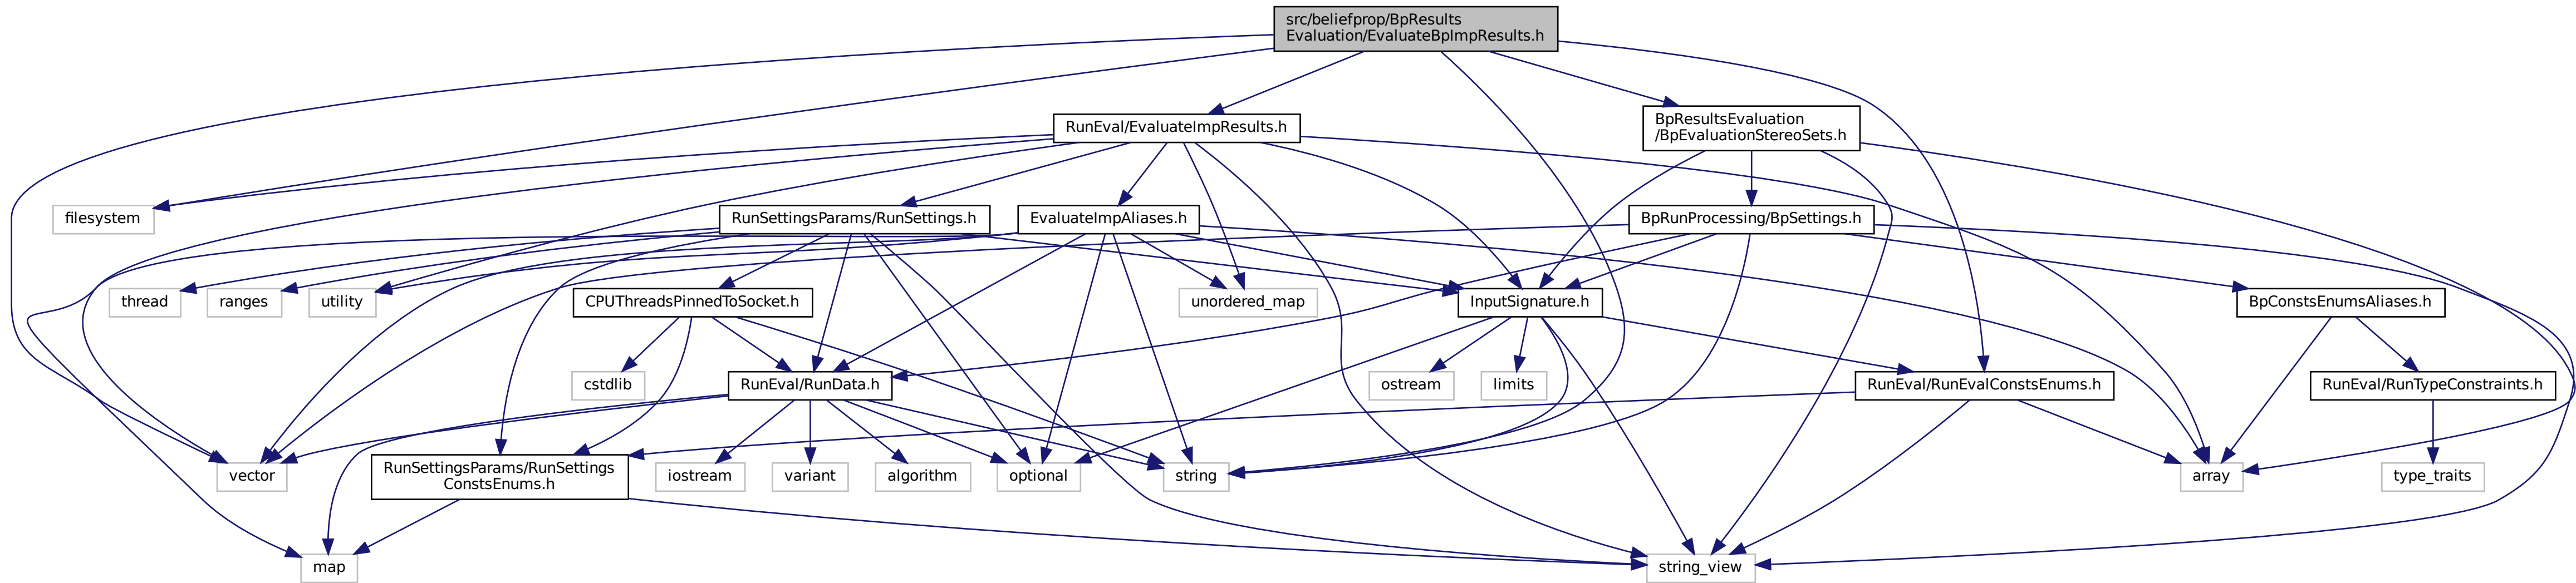 src/beliefprop/BpResults
Evaluation/EvaluateBpImpResults.h
RunEval/EvaluateImpResults.h
BpResultsEvaluation
/BpEvaluationStereoSets.h
filesystem
RunSettingsParams/RunSettings.h
EvaluateImpAliases.h
BpRunProcessing/BpSettings.h
thread
ranges
utility
CPUThreadsPinnedToSocket.h
unordered_map
InputSignature.h
BpConstsEnumsAliases.h
cstdlib
RunEval/RunData.h
ostream
limits
RunEval/RunEvalConstsEnums.h
RunEval/RunTypeConstraints.h
vector
RunSettingsParams/RunSettings
ConstsEnums.h
iostream
variant
algorithm
optional
string
array
type_traits
map
string_view